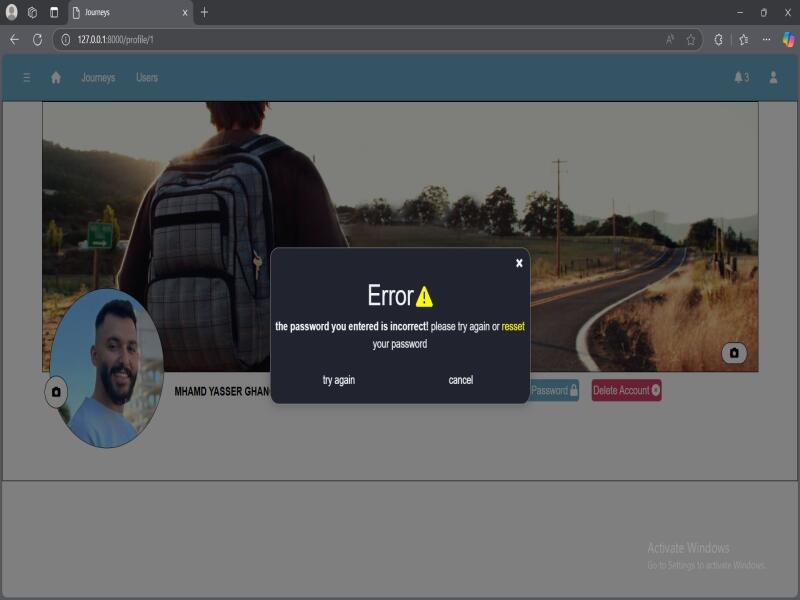 Journeys
127.0.0.1:8000/profile/1
Journeys
Users
3
Error
the password you entered is incorrect! please try again or resset
your password
try again
cancel
MHAMD YASSER GHAN
Password
Delete Account
Activate Windows
Go to Settings to activate Windows.